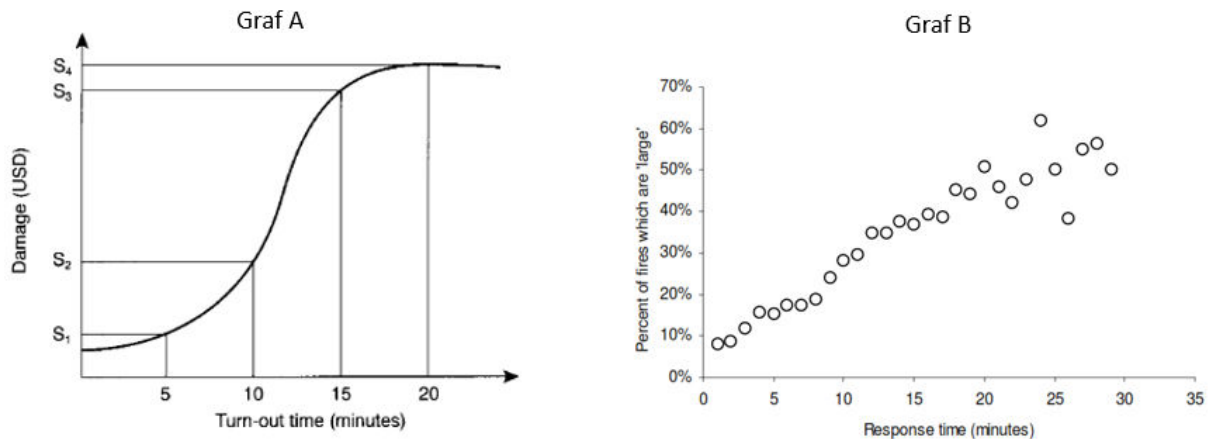 Graf A
Damage (USD)
S₄
S₃
S₂
S₁
5 10 15 20
Turn-out time (minutes)
Graf B
Percent of fires which are 'large'
70%
60%
50%
40%
30%
20%
10%
0%
0 5 10 15 20 25 30 35
Response time (minutes)